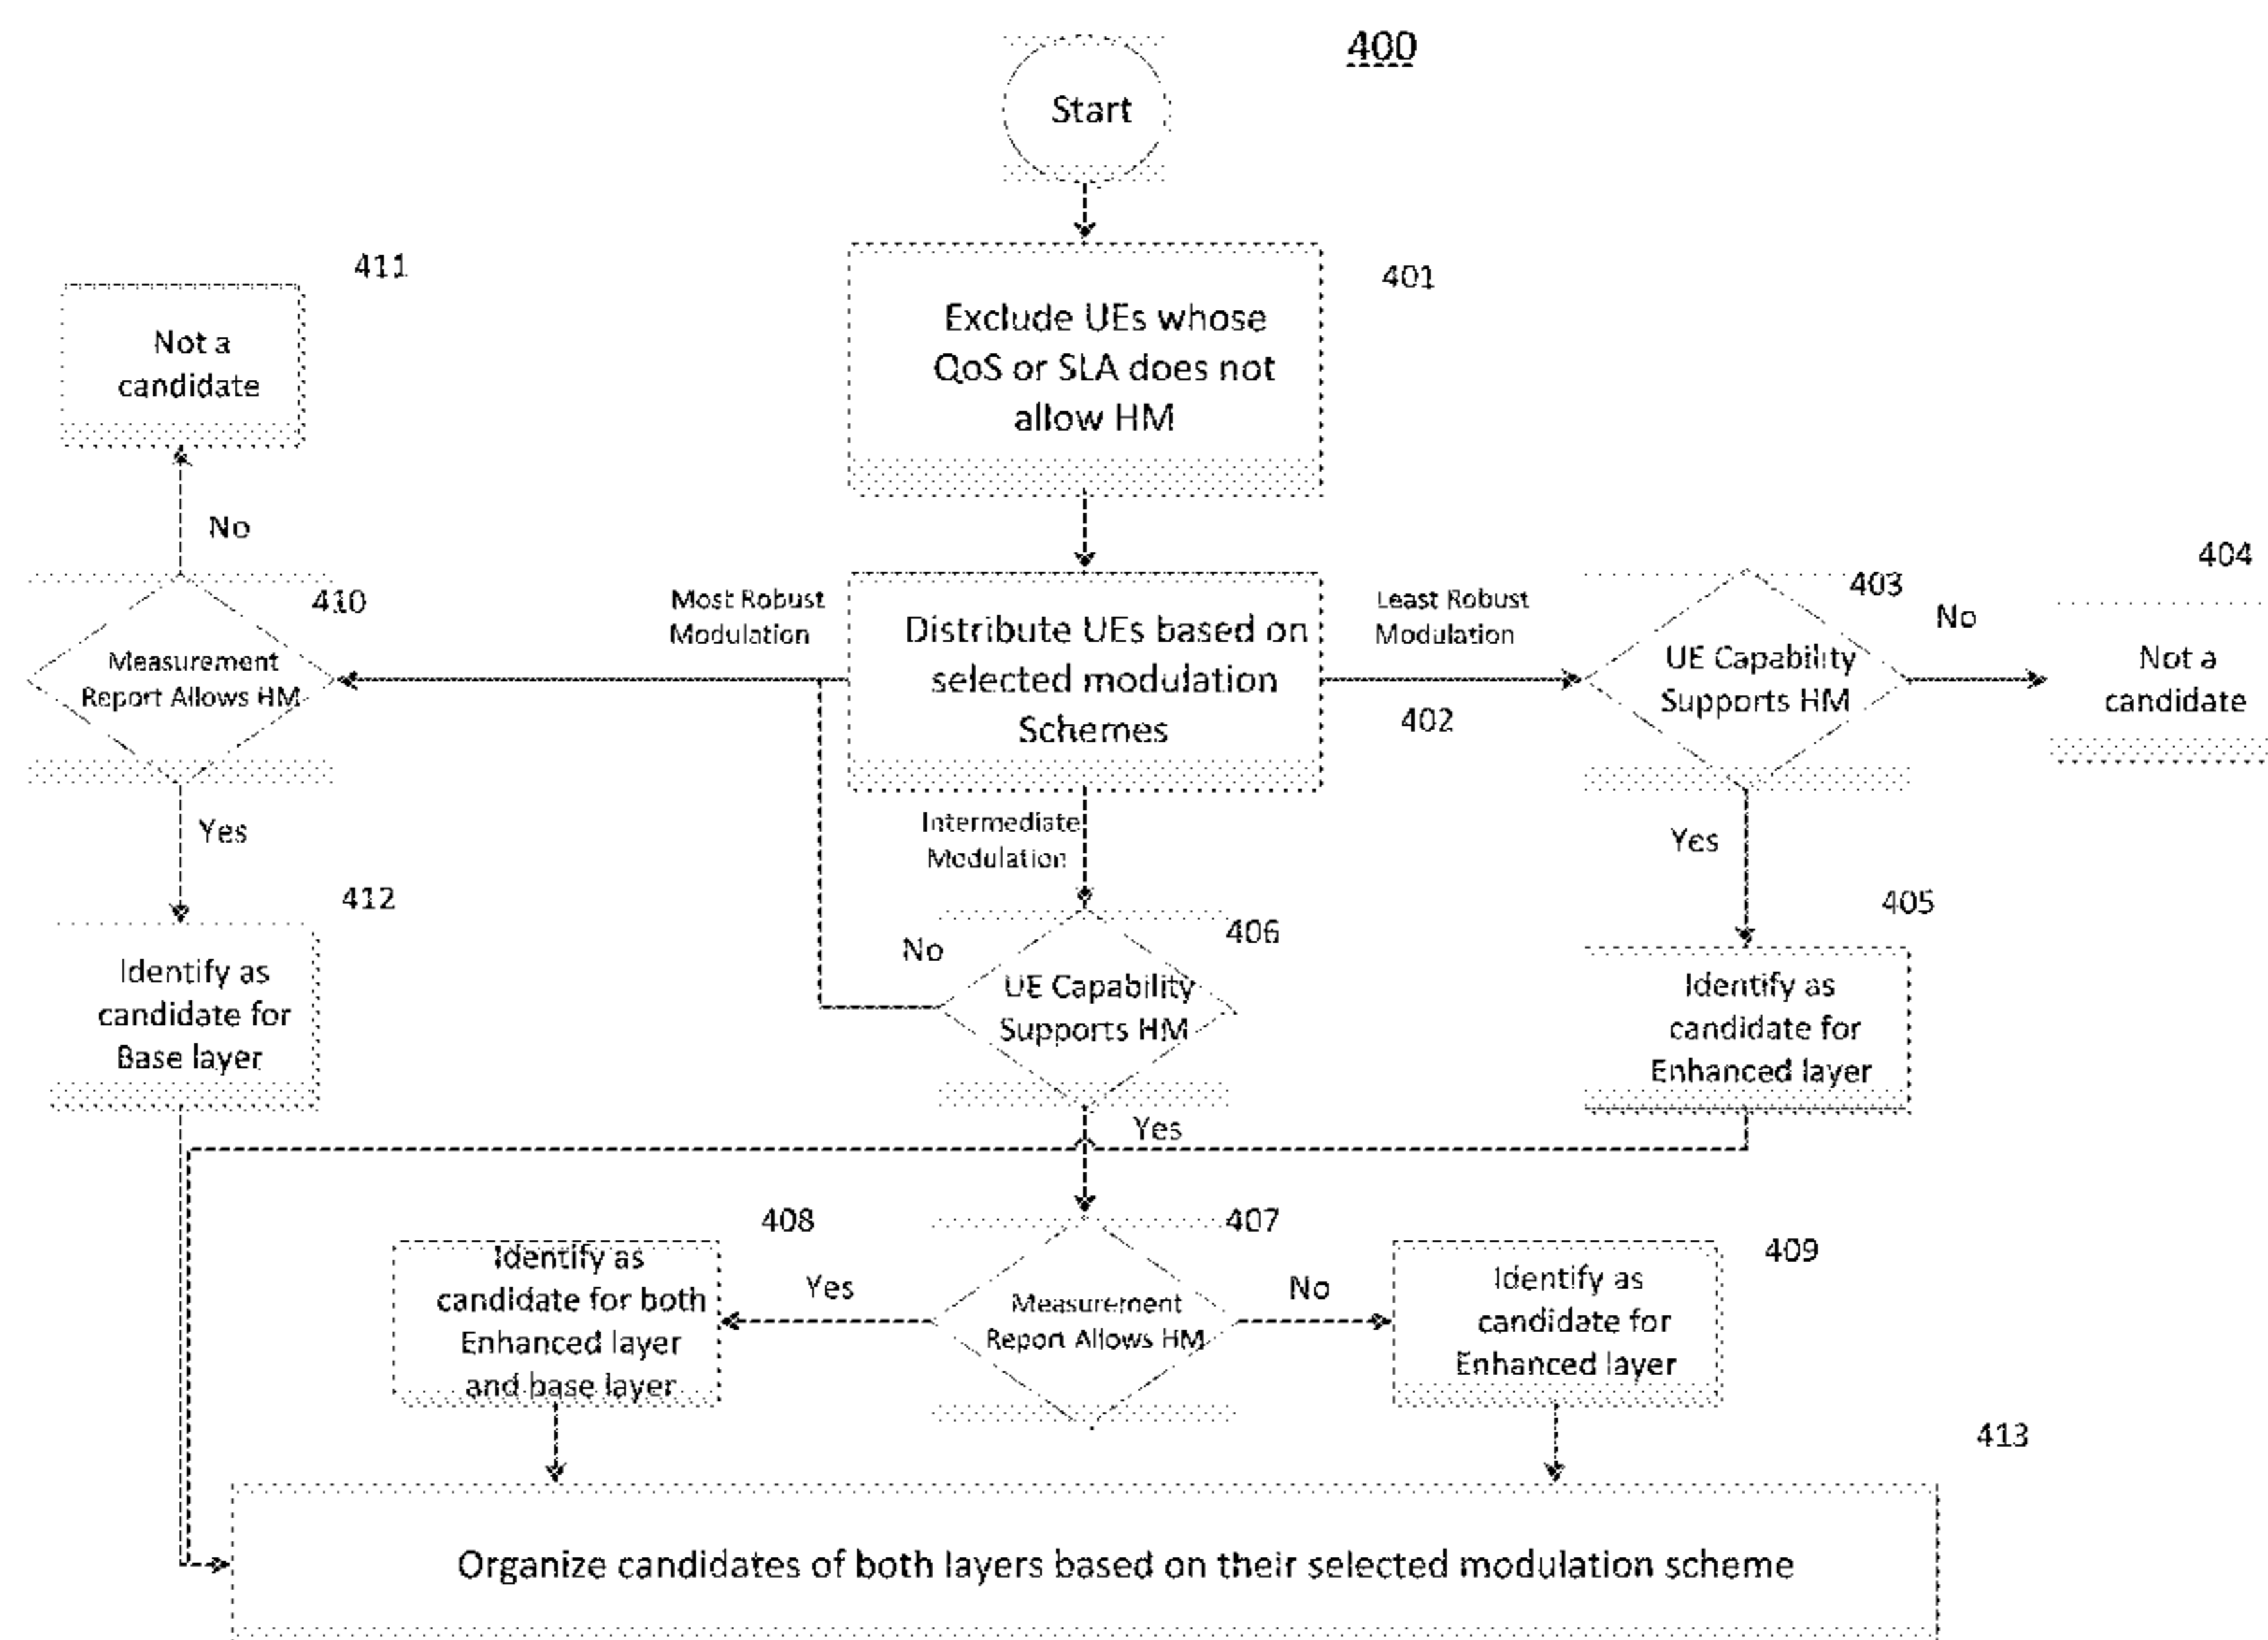 400
Start
401
Exclude UEs whose
QoS or SLA does not
allow HM
411
Not a
candidate
No
410
Measurement
Report Allows HM
Most Robust
Modulation
Distribute UEs based on
selected modulation
Schemes
Least Robust
Modulation
402
403
UE Capability
Supports HM
No
404
Not a
candidate
Yes
412
Identify as
candidate for
Base layer
Intermediate
Modulation
No
406
UE Capability
Supports HM
Yes
Yes
405
Identify as
candidate for
Enhanced layer
408
Identify as
candidate for both
Enhanced layer
and base layer
Yes
407
Measurement
Report Allows HM
No
409
Identify as
candidate for
Enhanced layer
413
Organize candidates of both layers based on their selected modulation scheme